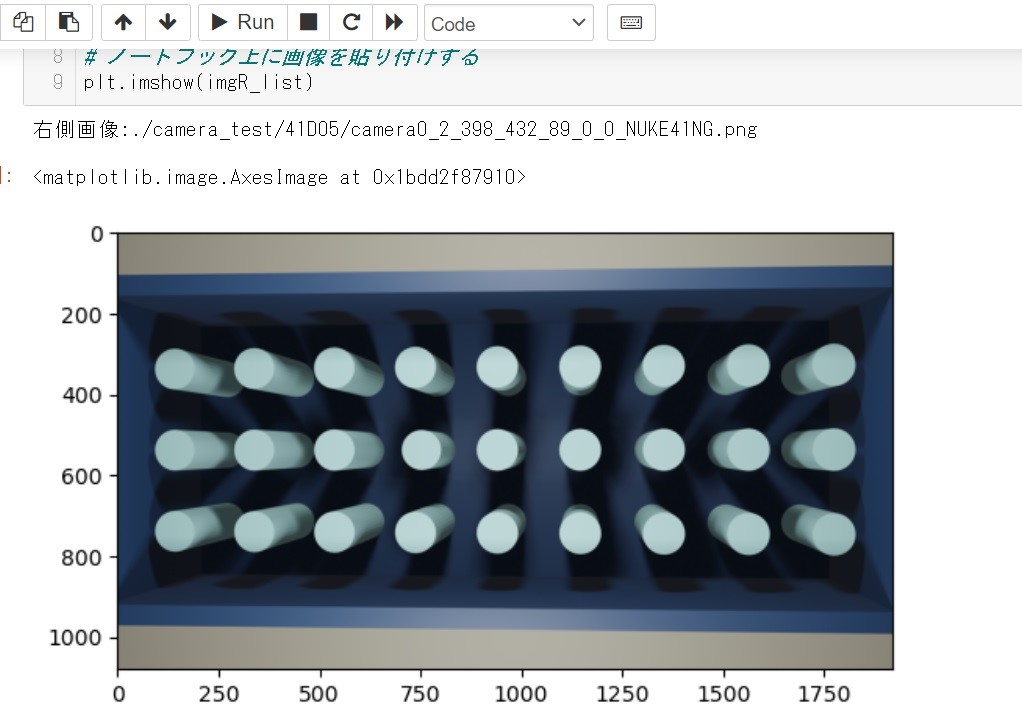 Run
Code
8 # ノートブック上に画像を貼り付けする
9 plt.imshow(imgR_list)
右側画像:./camera_test/41D05/camera0_2_398_432_89_0_0_NUKE41NG.png
]: <matplotlib.image.AxesImage at 0x1bdd2f87910>
0
200
400
600
800
1000
0 250 500 750 1000 1250 1500 1750